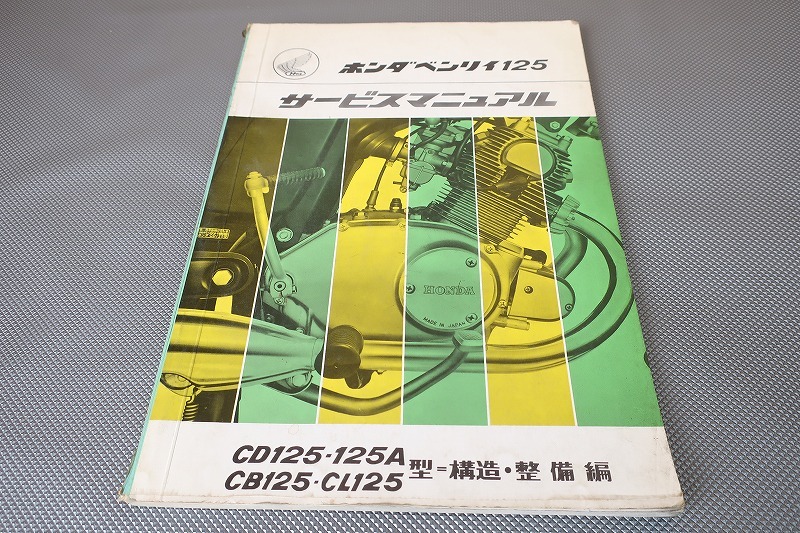 ホンダベンリイ125
サービスマニュアル
HONDA
MADE IN JAPAN
CD125・125A
CB125・CL125
型=構造・整備編